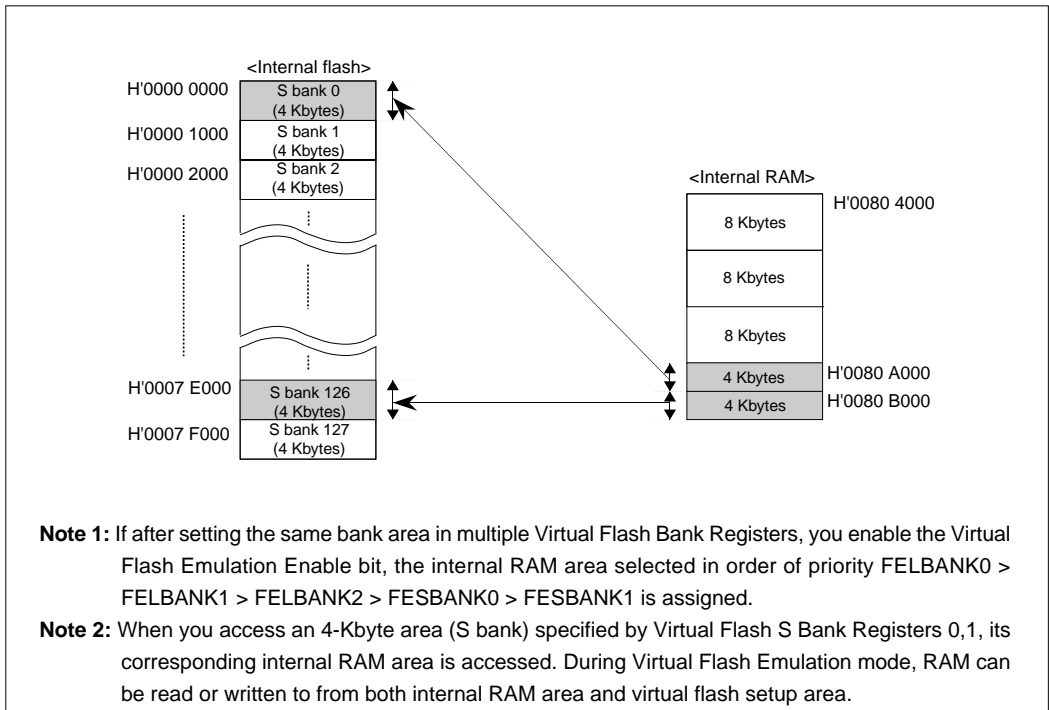 <Internal flash>
H'0000 0000
S bank 0
(4 Kbytes)
H'0000 1000
S bank 1
(4 Kbytes)
H'0000 2000
S bank 2
(4 Kbytes)
H'0007 E000
S bank 126
(4 Kbytes)
H'0007 F000
S bank 127
(4 Kbytes)
<Internal RAM>
H'0080 4000
8 Kbytes
8 Kbytes
8 Kbytes
4 Kbytes
H'0080 A000
4 Kbytes
H'0080 B000
Note 1: If after setting the same bank area in multiple Virtual Flash Bank Registers, you enable the Virtual
Flash Emulation Enable bit, the internal RAM area selected in order of priority FELBANK0 >
FELBANK1 > FELBANK2 > FESBANK0 > FESBANK1 is assigned.
Note 2: When you access an 4-Kbyte area (S bank) specified by Virtual Flash S Bank Registers 0,1, its
corresponding internal RAM area is accessed. During Virtual Flash Emulation mode, RAM can
be read or written to from both internal RAM area and virtual flash setup area.